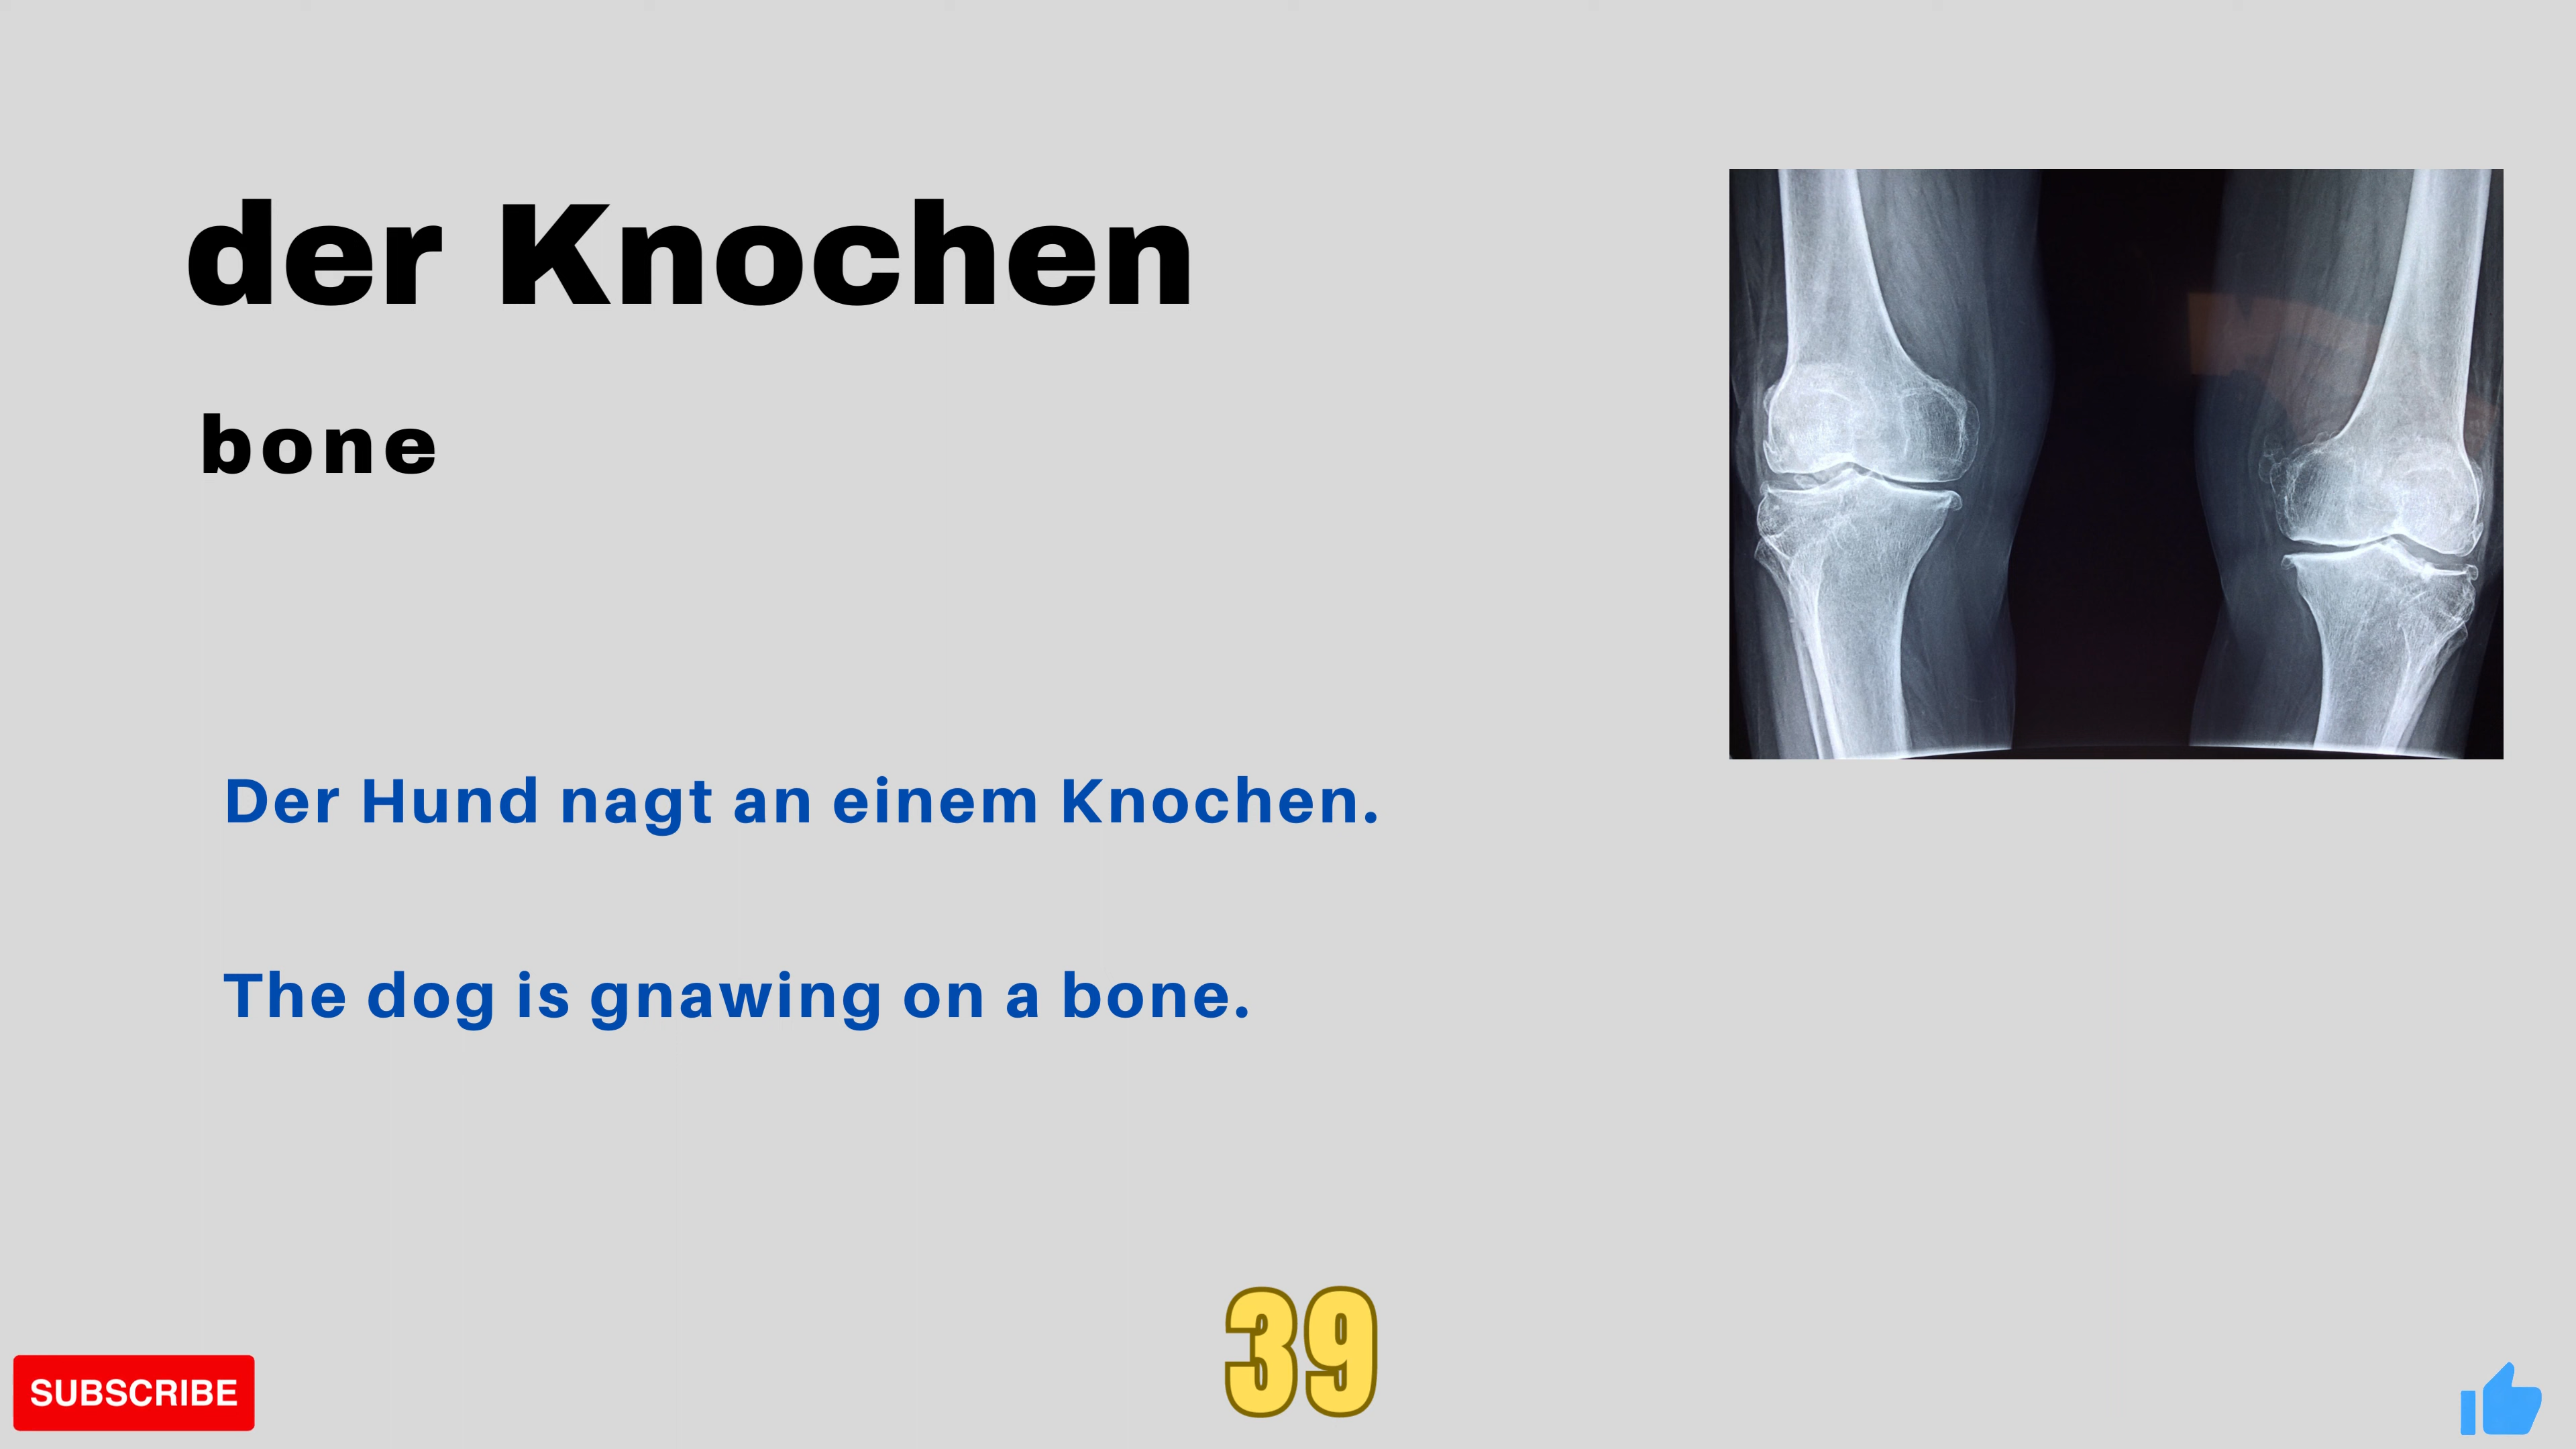 der Knochen
bone
Der Hund nagt an einem Knochen.
The dog is gnawing on a bone.
39
SUBSCRIBE